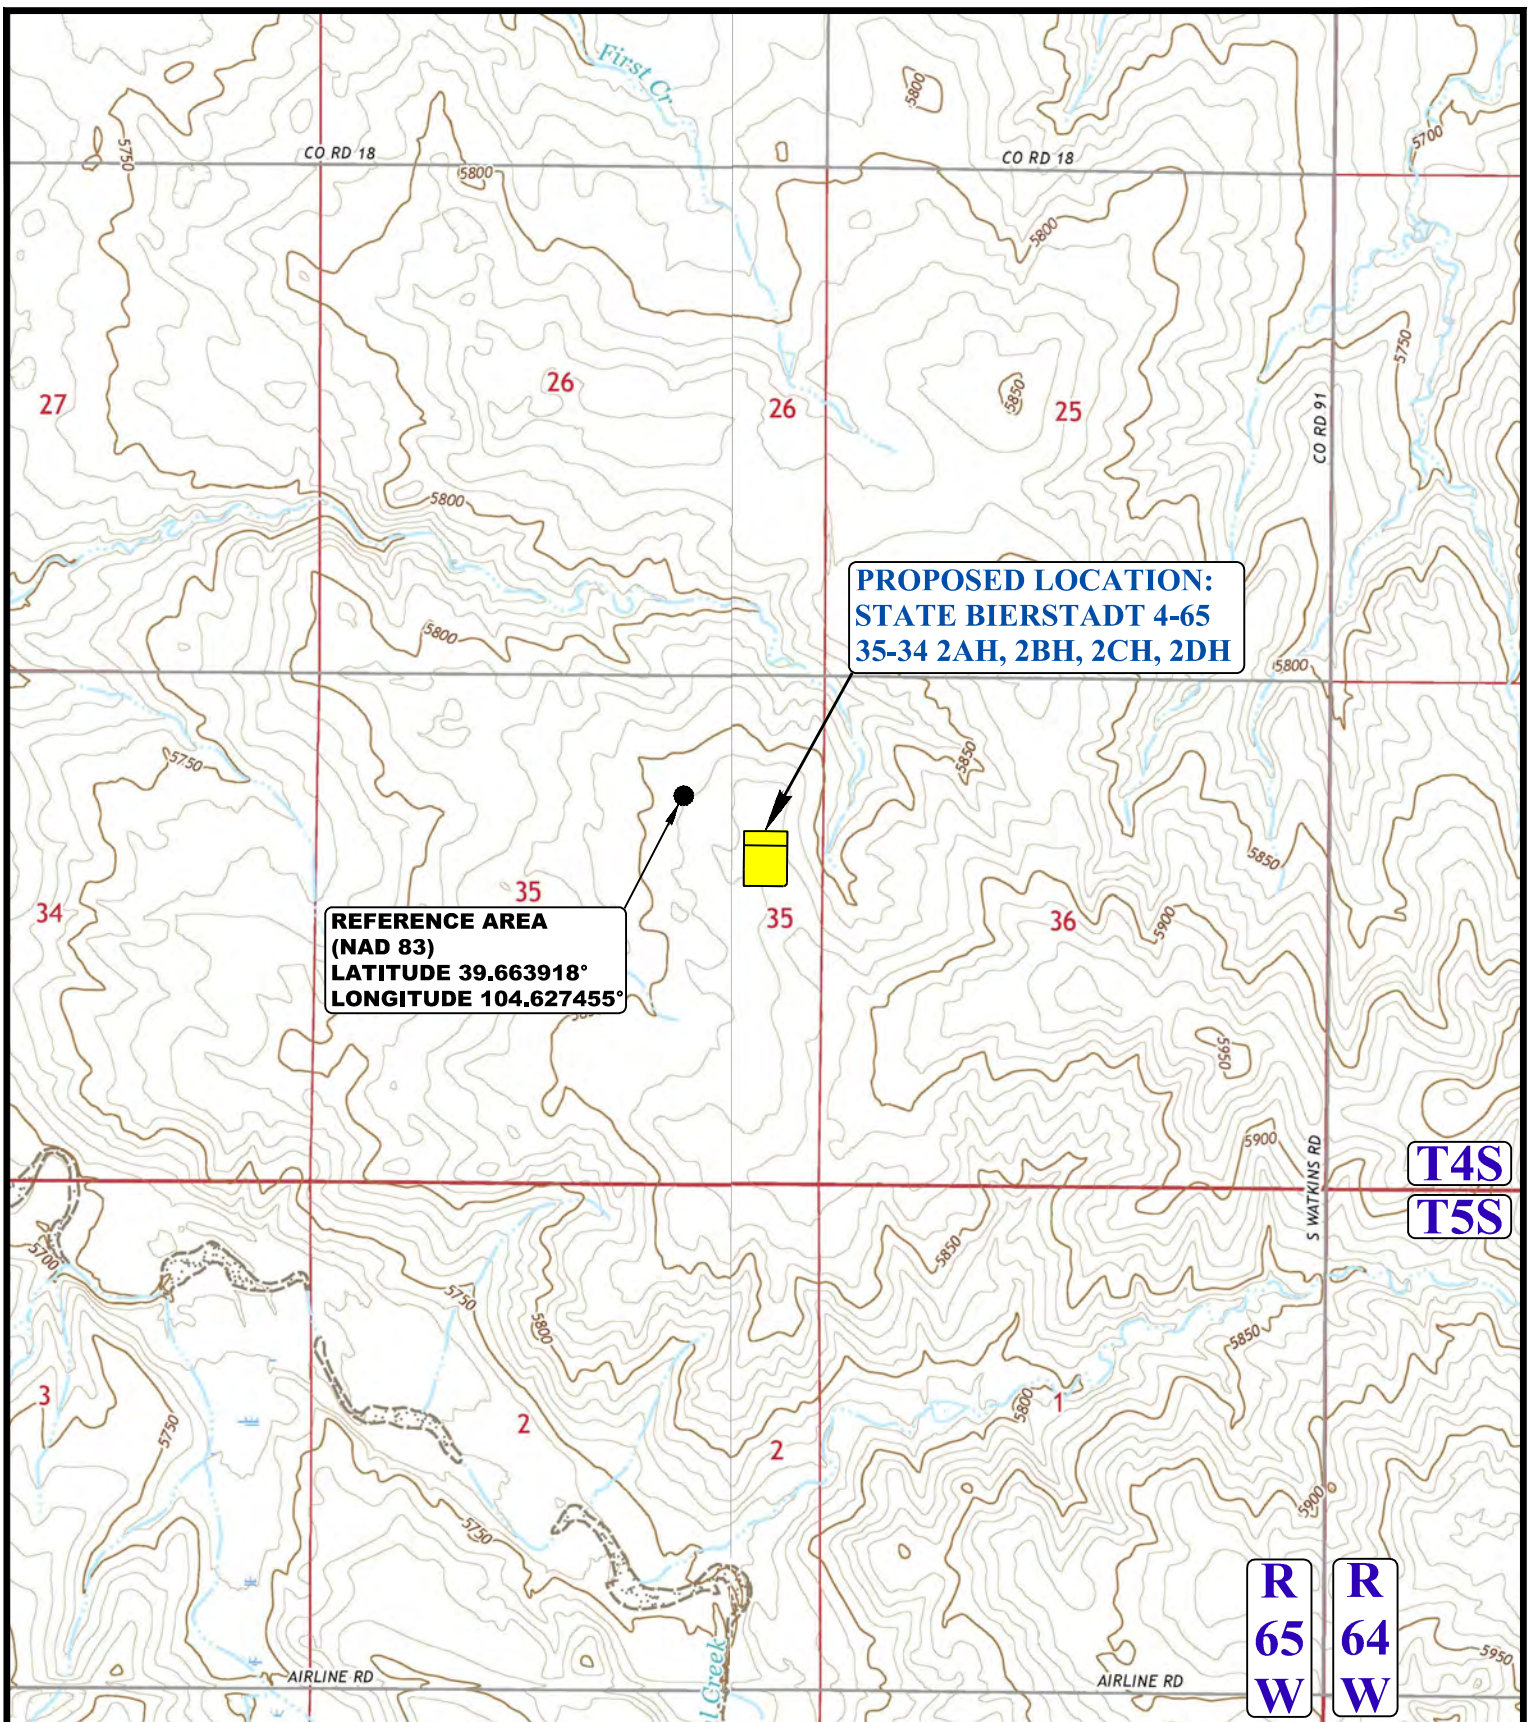 First Cr
5800
5700
5750
CO RD 18
CO RD 18
5800
5800
5750
27
26
26
5850
25
CO RD 91
5800
PROPOSED LOCATION:
STATE BIERSTADT 4-65
35-34 2AH, 2BH, 2CH, 2DH
5800
5800
5750
5850
5850
34
35
35
36
5900
REFERENCE AREA
(NAD 83)
LATITUDE 39.663918°
LONGITUDE 104.627455°
5950
5900
S WATKINS RD
T4S
T5S
5700
5850
5750
5800
5850
3
2
2
1
5800
5750
5750
5900
R
65
W
R
64
W
5950
AIRLINE RD
AIRLINE RD
Creek